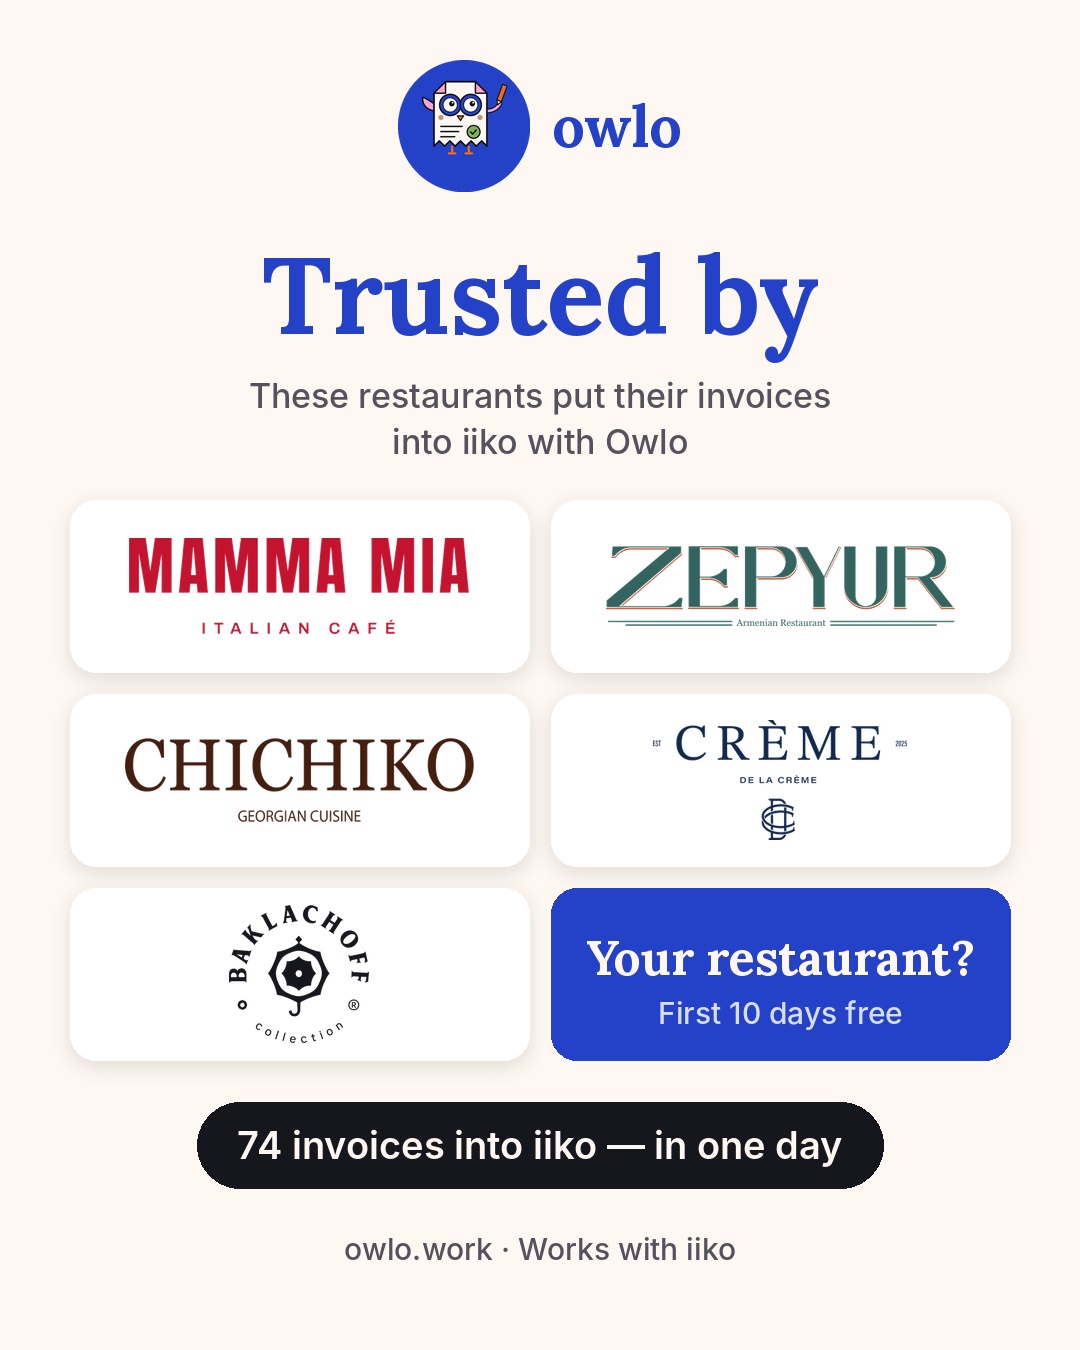 owlo
Trusted by
These restaurants put their invoices
into iiko with Owlo
MAMMA MIA
ITALIAN CAFÉ
ZEPYUR
Armenian Restaurant
CHICHIKO
GEORGIAN CUISINE
EST CRÈME 2025
DE LA CRÈME
BAKLACHOFF
®
collection
Your restaurant?
First 10 days free
74 invoices into iiko — in one day
owlo.work · Works with iiko